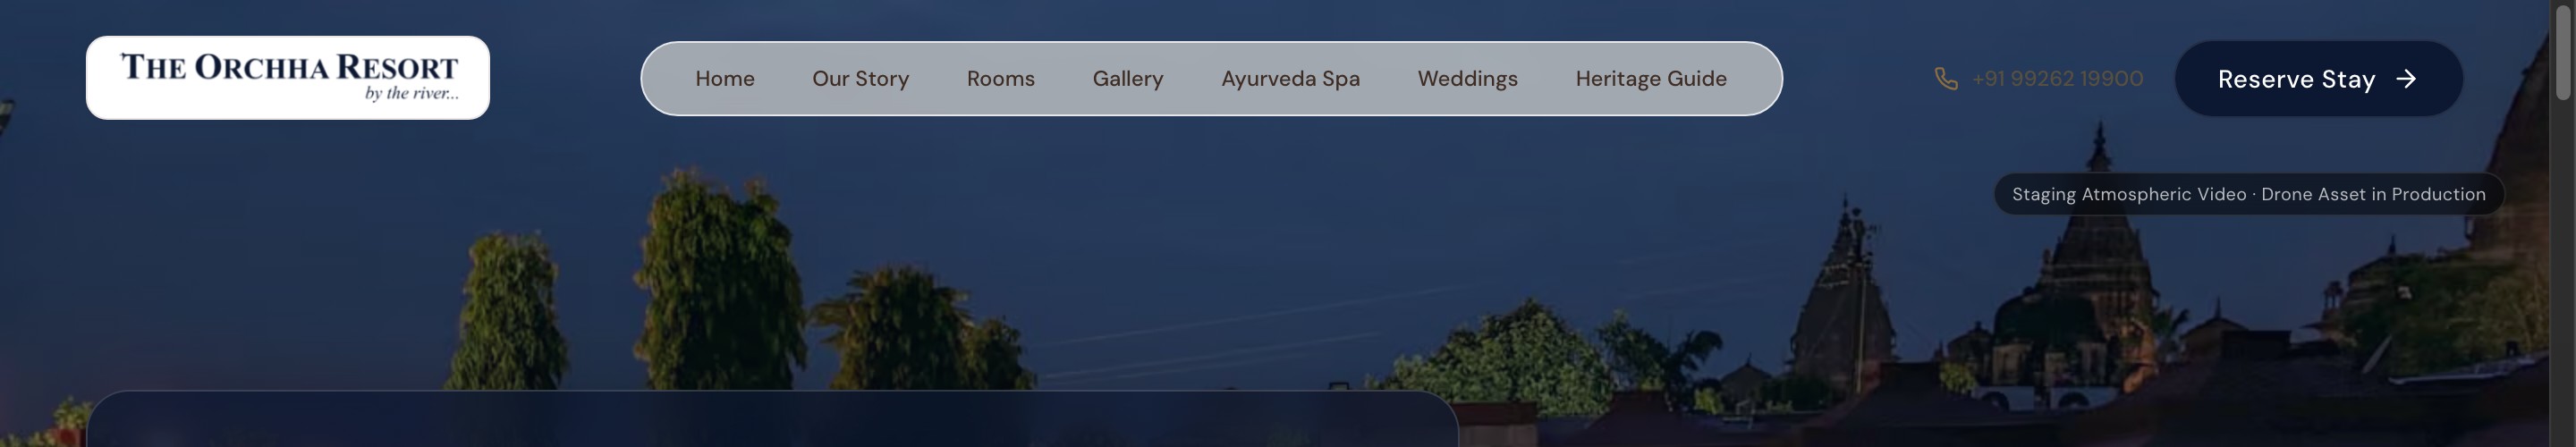 THE ORCHHA RESORT
by the river...
Home Our Story Rooms Gallery Ayurveda Spa Weddings Heritage Guide
+91 99262 19900
Reserve Stay →
Staging Atmospheric Video · Drone Asset in Production